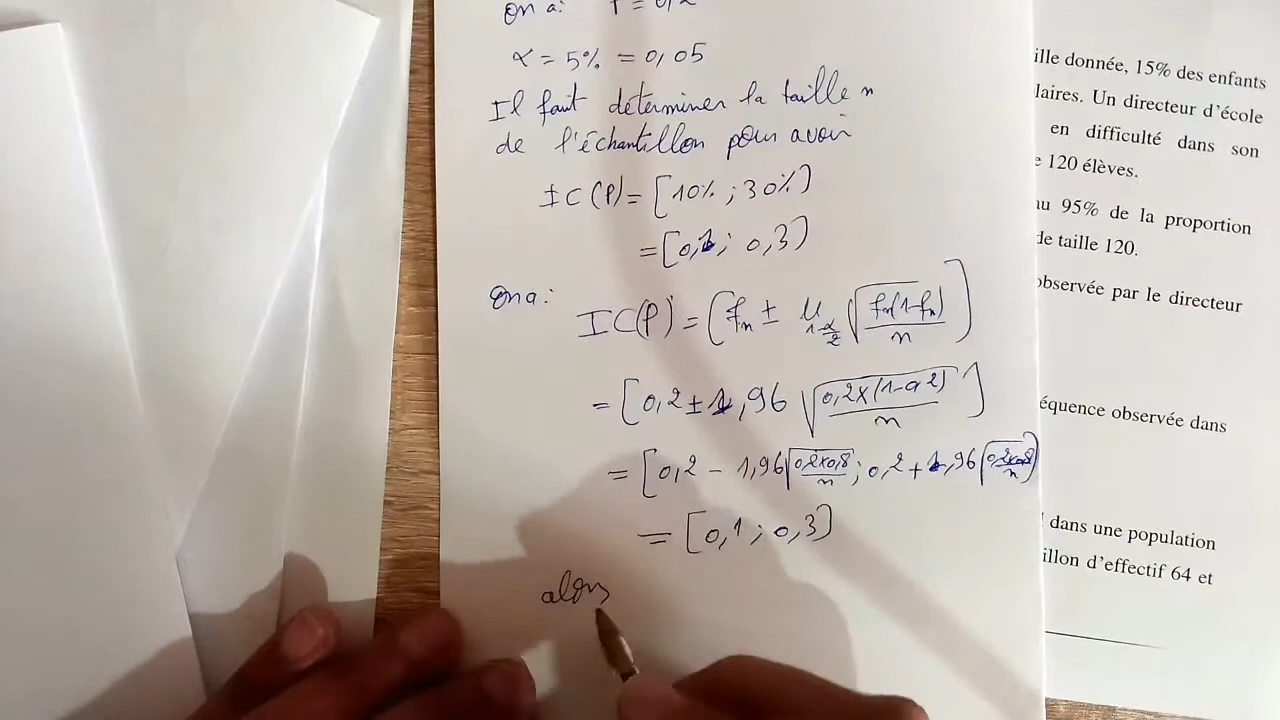 on a:
α = 5% = 0,05
Il faut déterminer la taille n
de l'échantillon pour avoir
IC(P) = [10% ; 30%]
= [0,1 ; 0,3]
On a:
IC(P) = [fn ± U1-α/2 √(fn(1-fn)/n)]
= [0,2 ± 1,96 √(0,2×(1-0,2)/n)]
= [0,2 - 1,96 √(0,2×0,8/n) ; 0,2 + 1,96 √(0,2×0,8/n)]
= [0,1 ; 0,3]
alors
ille donnée, 15% des enfants
laires. Un directeur d'école
en difficulté dans son
e 120 élèves.
au 95% de la proportion
de taille 120.
observée par le directeur
équence observée dans
dans une population
illon d'effectif 64 et